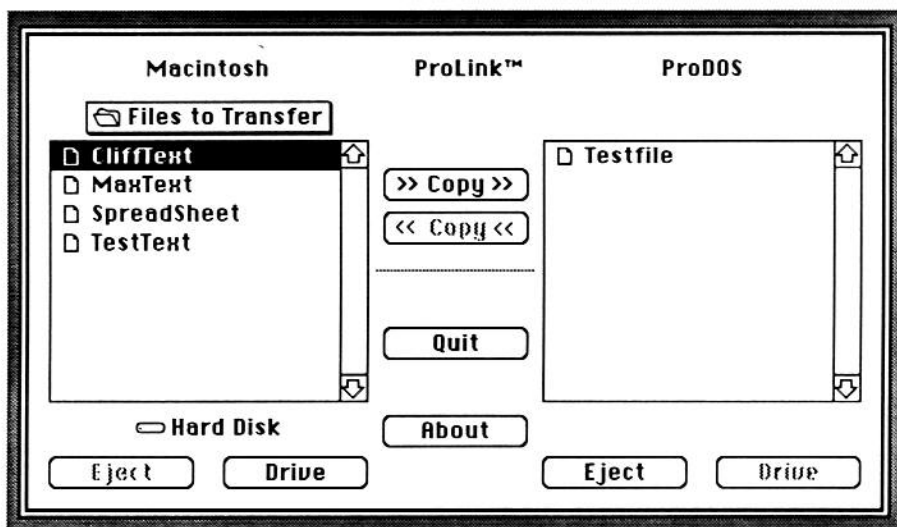 Macintosh ProLink™ ProDOS
Files to Transfer
CliffText
MaxText
SpreadSheet
TestText
>> Copy >>
<< Copy <<
Quit
About
Testfile
Hard Disk
Eject Drive
Eject Drive